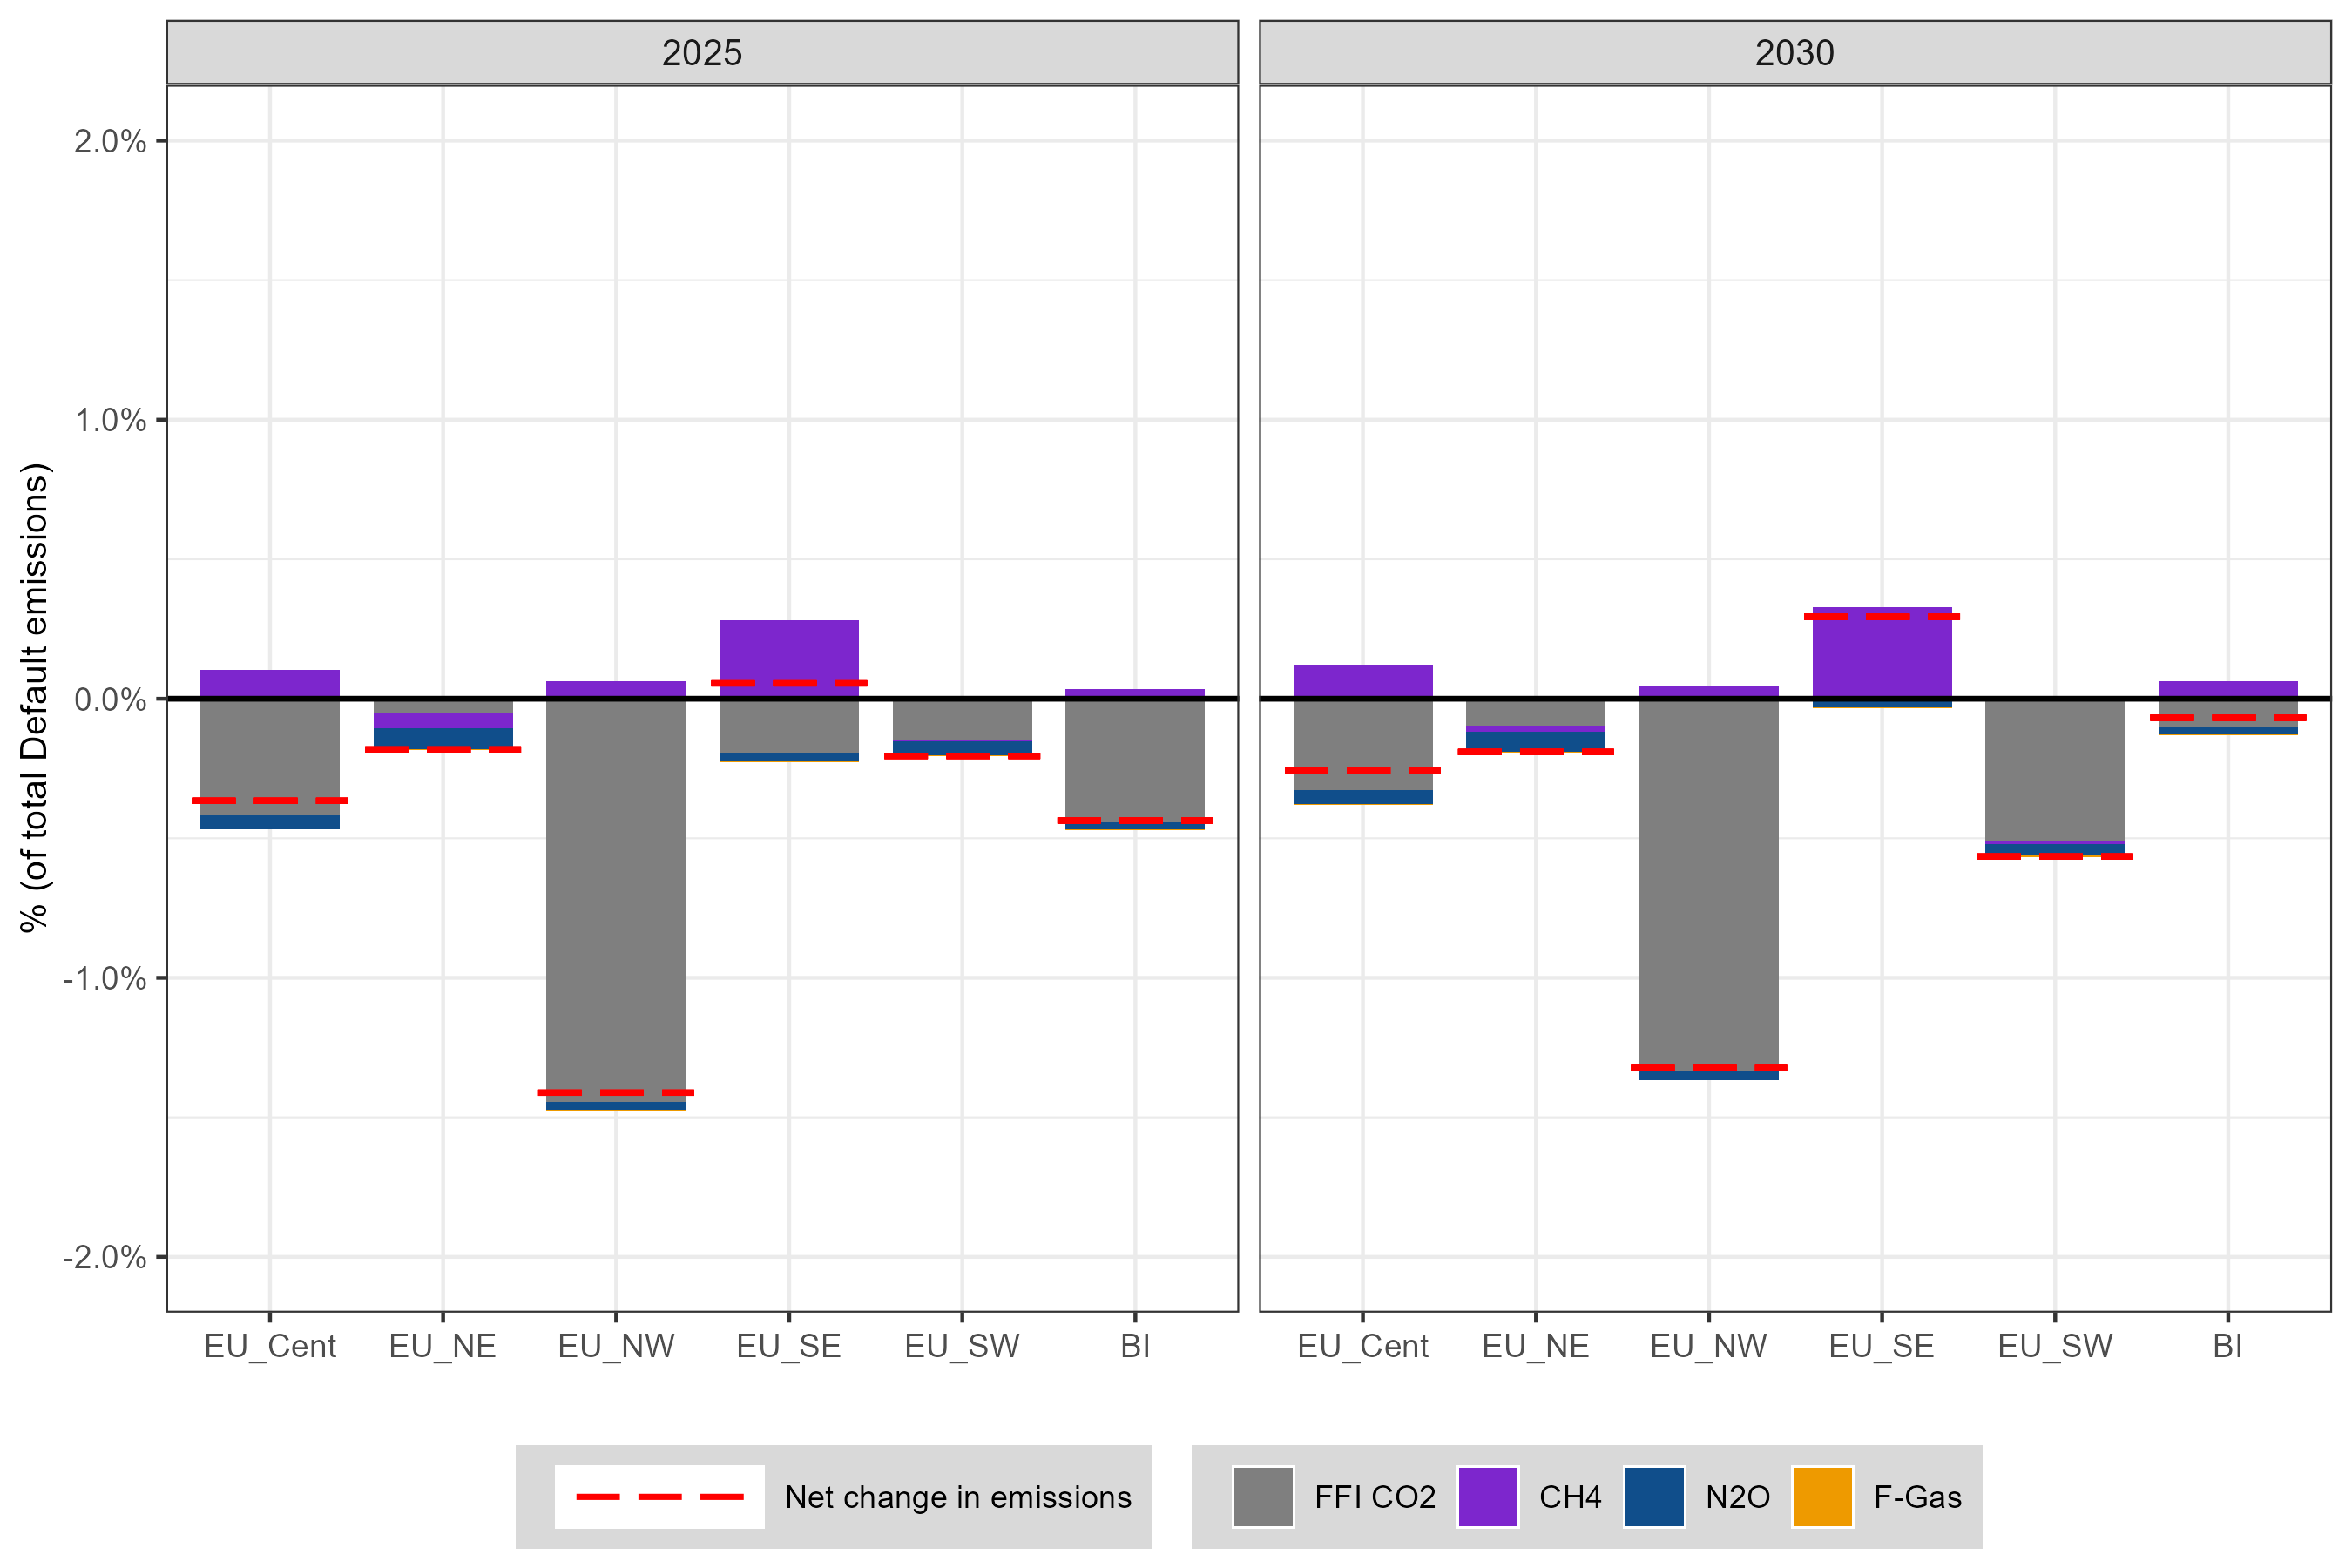 2025
2030
% (of total Default emissions)
2.0%
1.0%
0.0%
-1.0%
-2.0%
EU_Cent
EU_NE
EU_NW
EU_SE
EU_SW
BI
EU_Cent
EU_NE
EU_NW
EU_SE
EU_SW
BI
Net change in emissions
FFI CO2
CH4
N2O
F-Gas